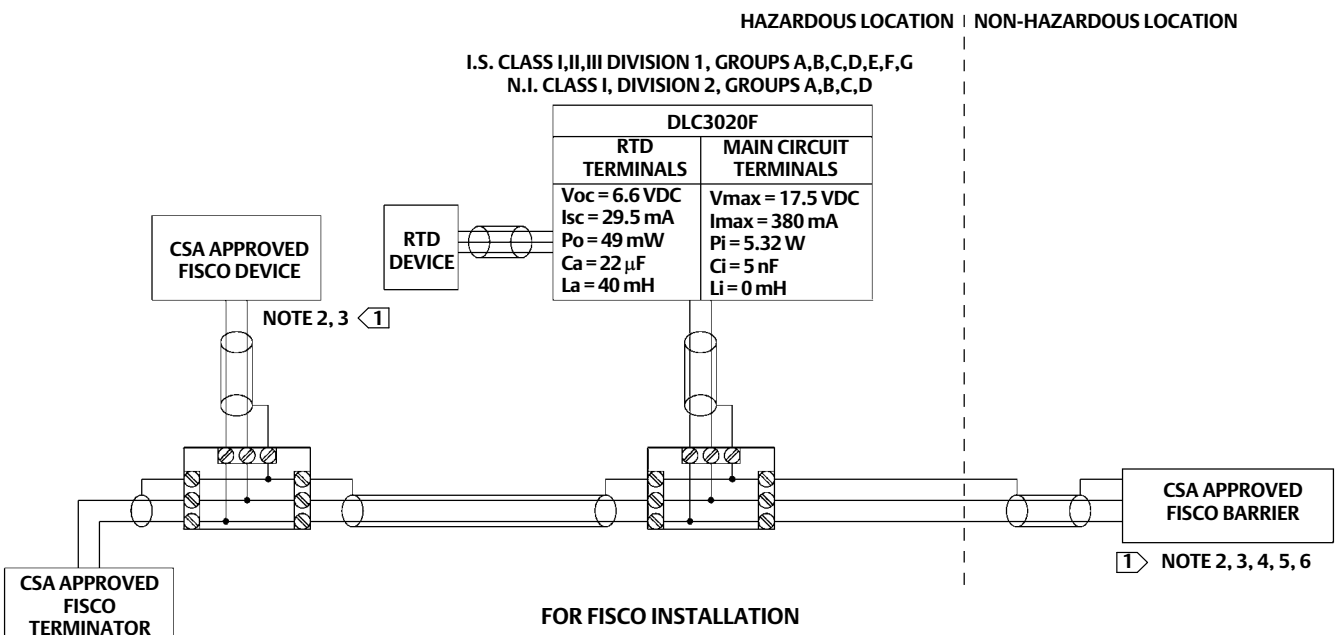 HAZARDOUS LOCATION
NON-HAZARDOUS LOCATION
I.S. CLASS I,II,III DIVISION 1, GROUPS A,B,C,D,E,F,G
N.I. CLASS I, DIVISION 2, GROUPS A,B,C,D
DLC3020F
RTD
TERMINALS
MAIN CIRCUIT
TERMINALS
Voc = 6.6 VDC
Isc = 29.5 mA
Po = 49 mW
Ca = 22 μF
La = 40 mH
Vmax = 17.5 VDC
Imax = 380 mA
Pi = 5.32 W
Ci = 5 nF
Li = 0 mH
RTD
DEVICE
CSA APPROVED
FISCO DEVICE
NOTE 2, 3 1
CSA APPROVED
FISCO BARRIER
1 NOTE 2, 3, 4, 5, 6
CSA APPROVED
FISCO
TERMINATOR
FOR FISCO INSTALLATION